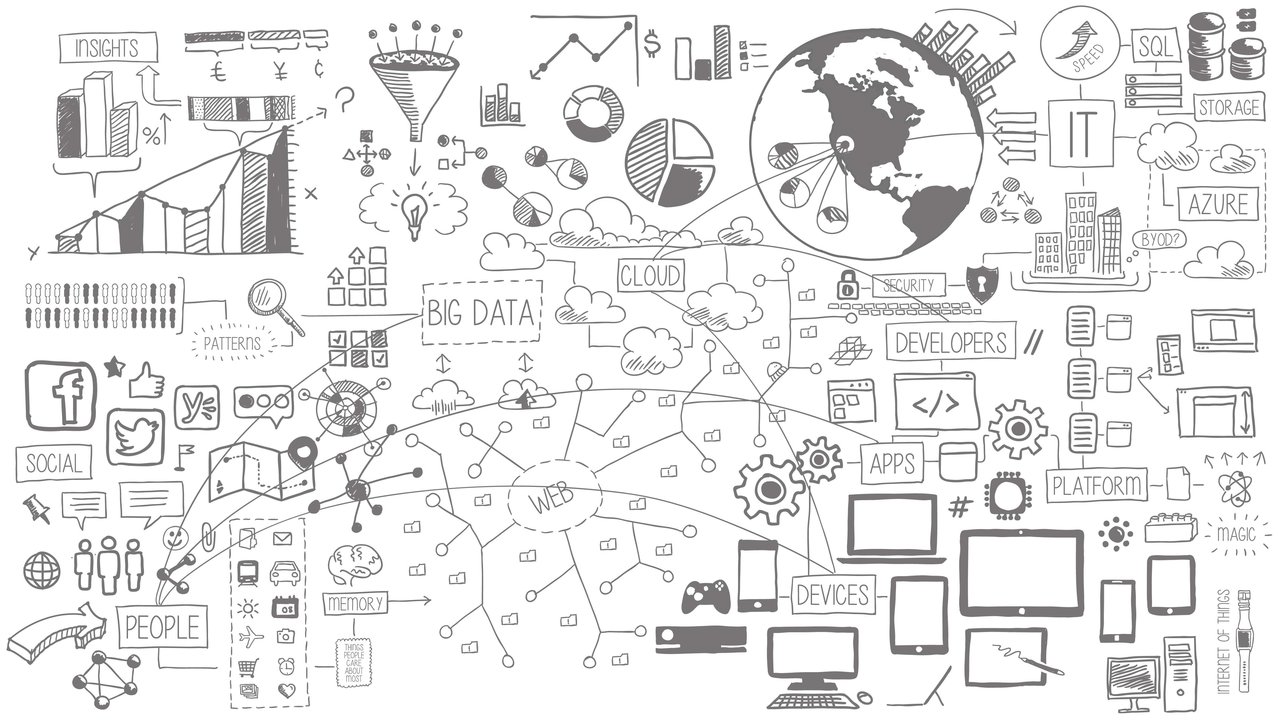 INSIGHTS
€
¥
¢
?
$
SPEED
SQL
STORAGE
IT
%
X
Y
AZURE
BYOD?
CLOUD
SECURITY
BIG DATA
PATTERNS
DEVELOPERS
//
</>
f
y
SOCIAL
APPS
PLATFORM
#
WEB
MAGIC
08
MEMORY
DEVICES
PEOPLE
THINGS
PEOPLE
CARE
ABOUT
MOST
INTERNET OF THINGS